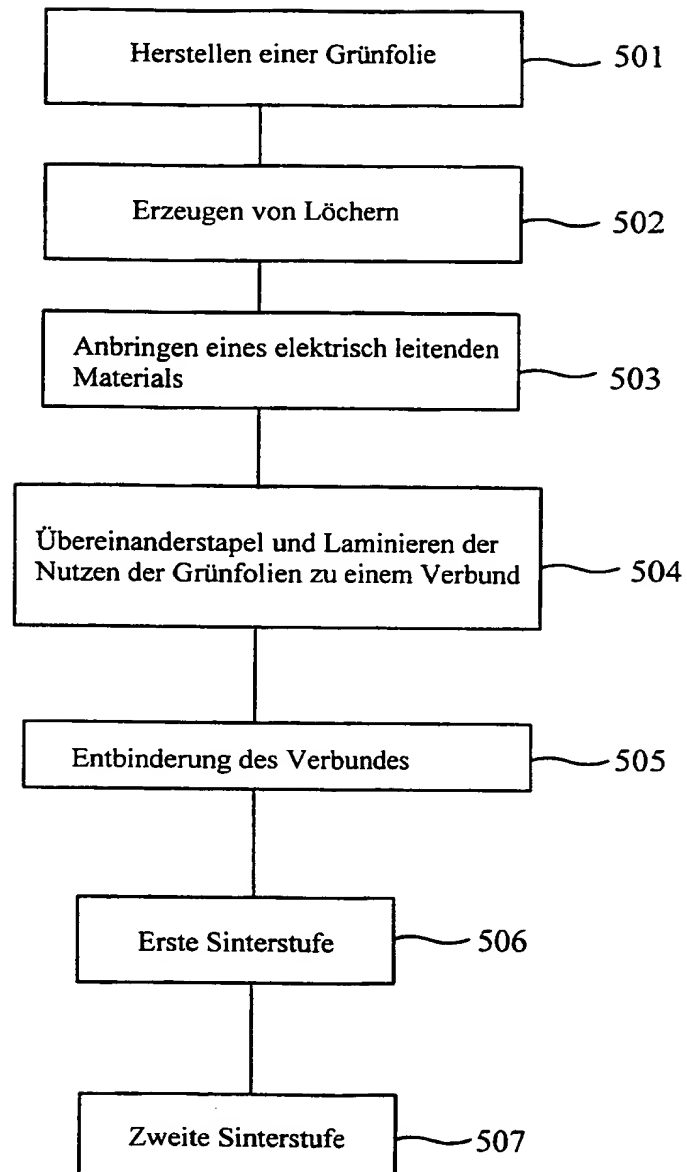 Herstellen einer Grünfolie
501
Erzeugen von Löchern
502
Anbringen eines elektrisch leitenden
Materials
503
Übereinanderstapel und Laminieren der
Nutzen der Grünfolien zu einem Verbund
504
Entbinderung des Verbundes
505
Erste Sinterstufe
506
Zweite Sinterstufe
507